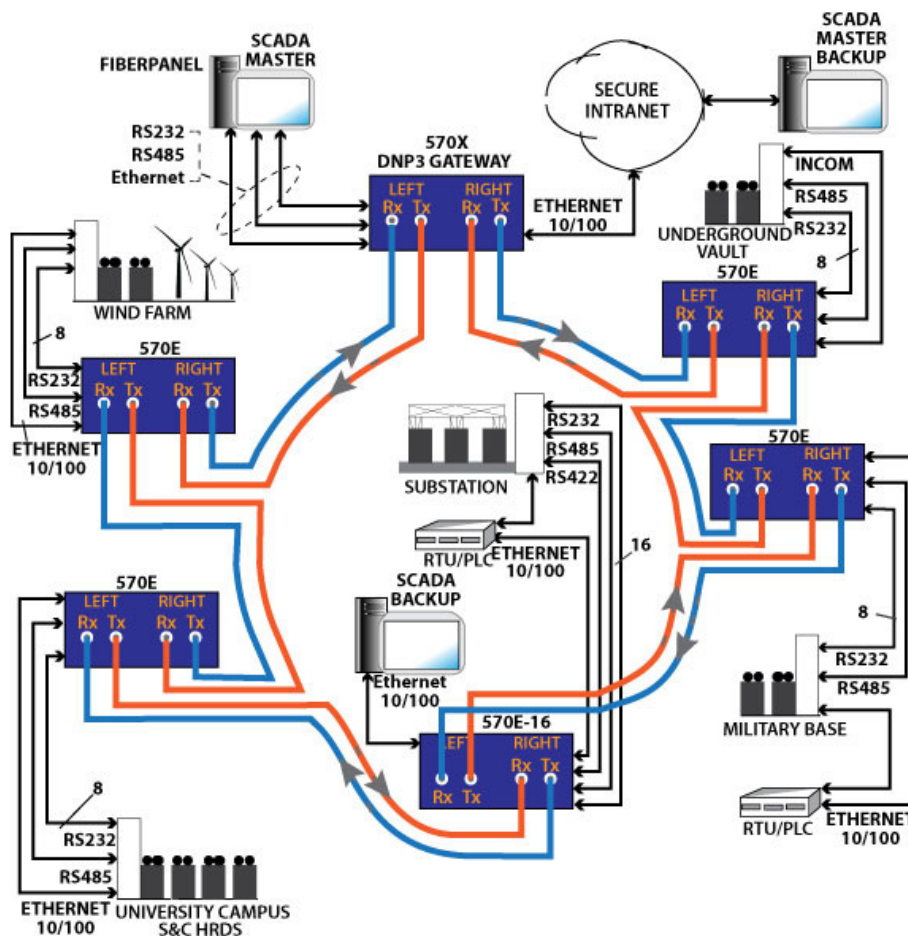 SCADA
MASTER
FIBERPANEL
RS232
RS485
Ethernet
SECURE
INTRANET
SCADA
MASTER
BACKUP
570X
DNP3 GATEWAY
LEFT
RIGHT
Rx Tx
Rx Tx
ETHERNET
10/100
INCOM
RS485
RS232
UNDERGROUND
VAULT
8
570E
LEFT
RIGHT
Rx Tx
Rx Tx
WIND FARM
8
RS232
RS485
ETHERNET
10/100
570E
LEFT
RIGHT
Rx Tx
Rx Tx
SUBSTATION
RS232
RS485
RS422
RTU/PLC
ETHERNET
10/100
16
570E
LEFT
RIGHT
Rx Tx
Rx Tx
8
RS232
RS485
MILITARY BASE
RTU/PLC
ETHERNET
10/100
570E
LEFT
RIGHT
Rx Tx
Rx Tx
SCADA
BACKUP
Ethernet
10/100
570E-16
LEFT
RIGHT
Rx Tx
Rx Tx
8
RS232
RS485
ETHERNET
10/100
UNIVERSITY CAMPUS
S&C HRDS